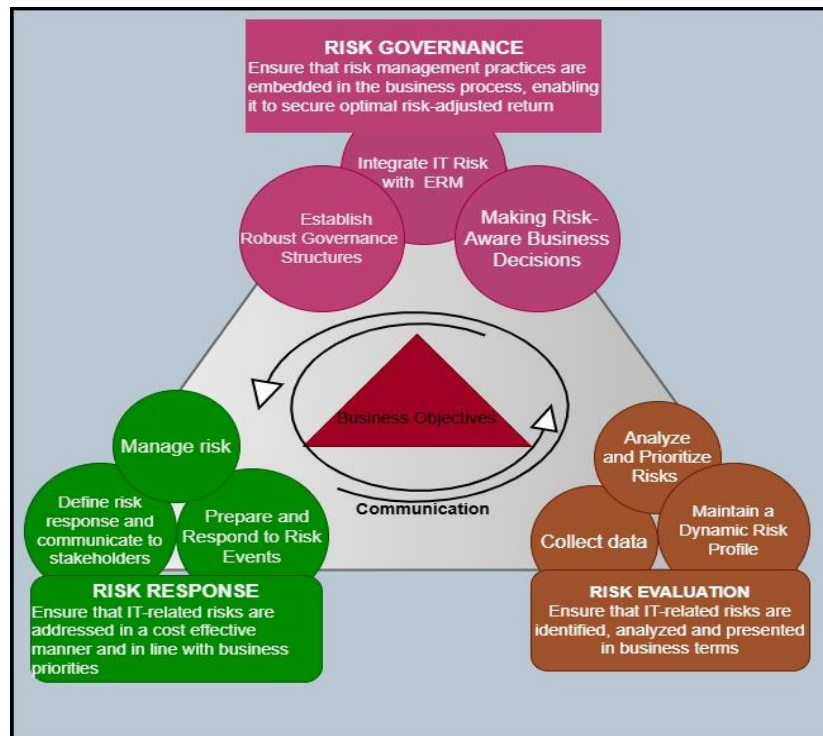 RISK GOVERNANCE
Ensure that risk management practices are
embedded in the business process, enabling
it to secure optimal risk-adjusted return
Integrate IT Risk
with ERM
Establish
Robust Governance
Structures
Making Risk-
Aware Business
Decisions
Business Objectives
Communication
Manage risk
Define risk
response and
communicate to
stakeholders
Prepare and
Respond to Risk
Events
RISK RESPONSE
Ensure that IT-related risks are
addressed in a cost effective
manner and in line with business
priorities
Analyze
and Prioritize
Risks
Collect data
Maintain a
Dynamic Risk
Profile
RISK EVALUATION
Ensure that IT-related risks are
identified, analyzed and presented
in business terms